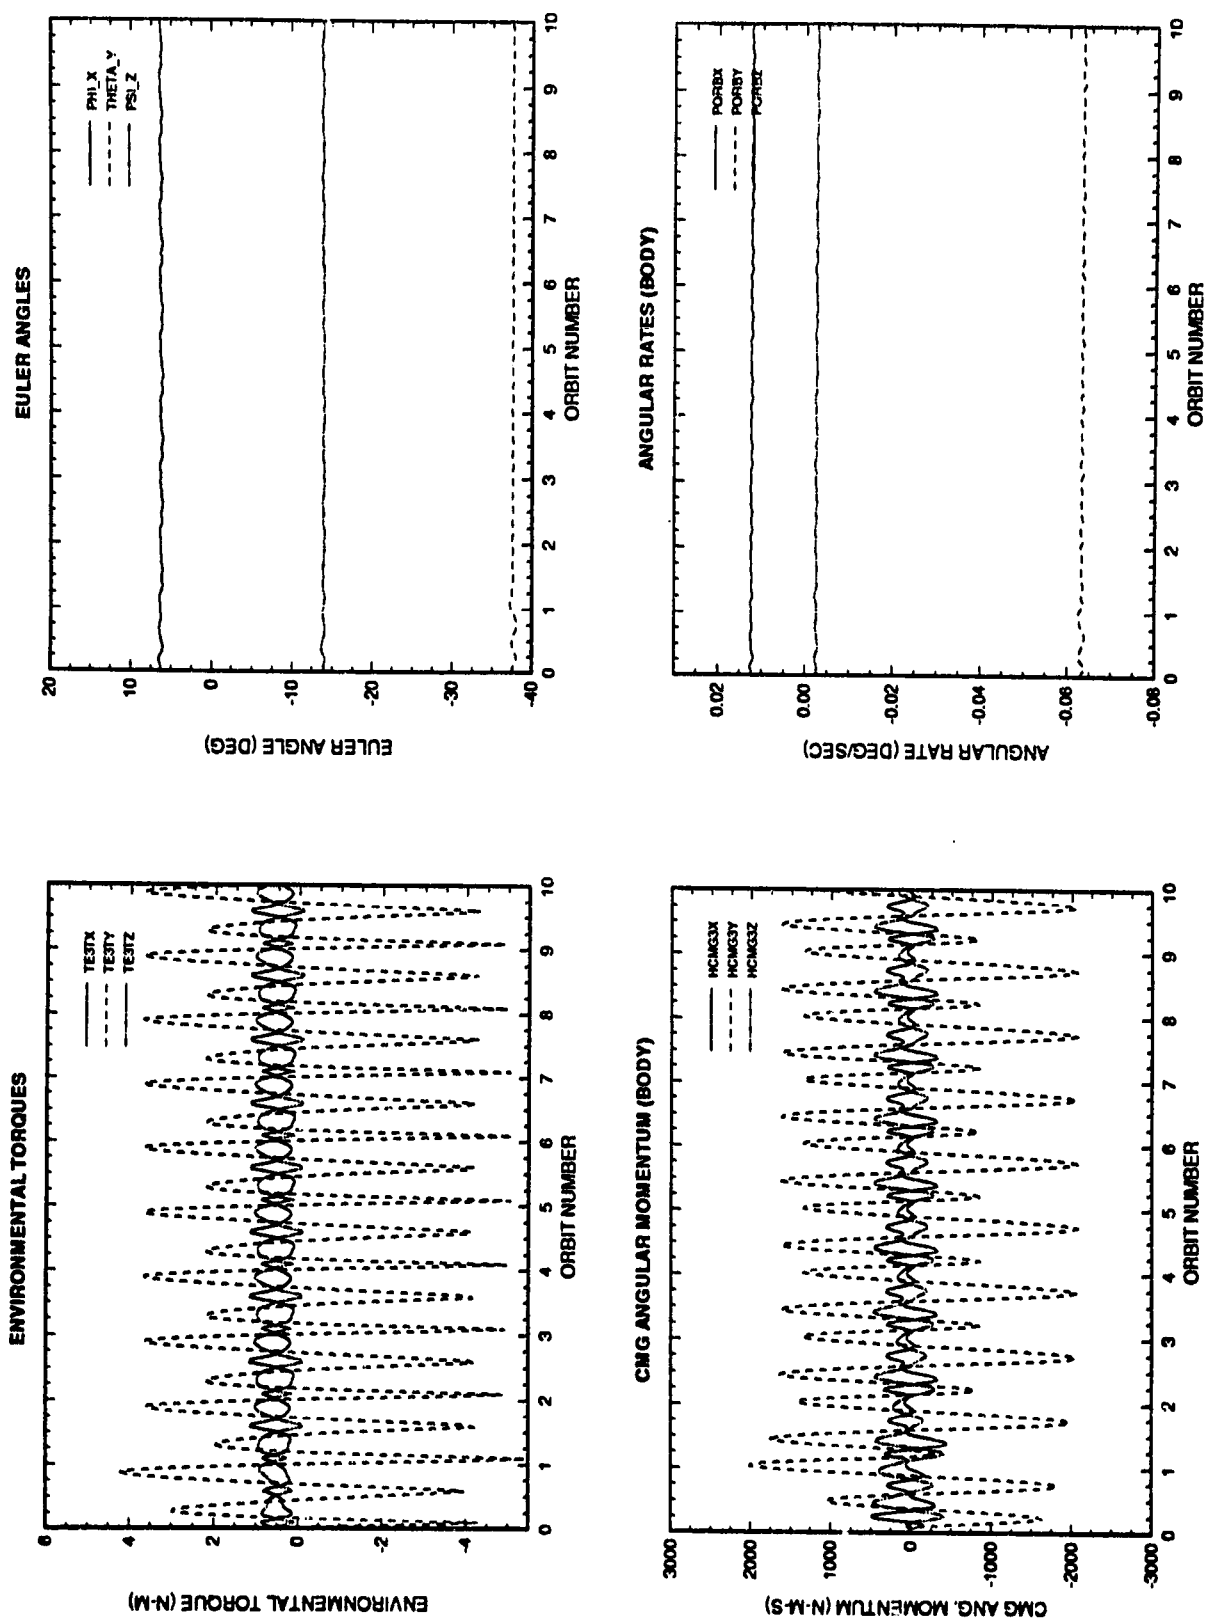 ENVIRONMENTAL TORQUES
ENVIRONMENTAL TORQUE (N-M)
6
4
2
0
-2
-4
TE3TX
TE3TY
TE3TZ
0 1 2 3 4 5 6 7 8 9 10
ORBIT NUMBER
EULER ANGLES
EULER ANGLE (DEG)
20
10
0
-10
-20
-30
-40
PHI_X
THETA_Y
PSI_Z
0 1 2 3 4 5 6 7 8 9 10
ORBIT NUMBER
CMG ANGULAR MOMENTUM (BODY)
CMG ANG. MOMENTUM (N-M-S)
3000
2000
1000
0
-1000
-2000
-3000
HCMG3X
HCMG3Y
HCMG3Z
0 1 2 3 4 5 6 7 8 9 10
ORBIT NUMBER
ANGULAR RATES (BODY)
ANGULAR RATE (DEG/SEC)
0.02
0.00
-0.02
-0.04
-0.06
-0.08
PORBX
PORBY
PORBZ
0 1 2 3 4 5 6 7 8 9 10
ORBIT NUMBER